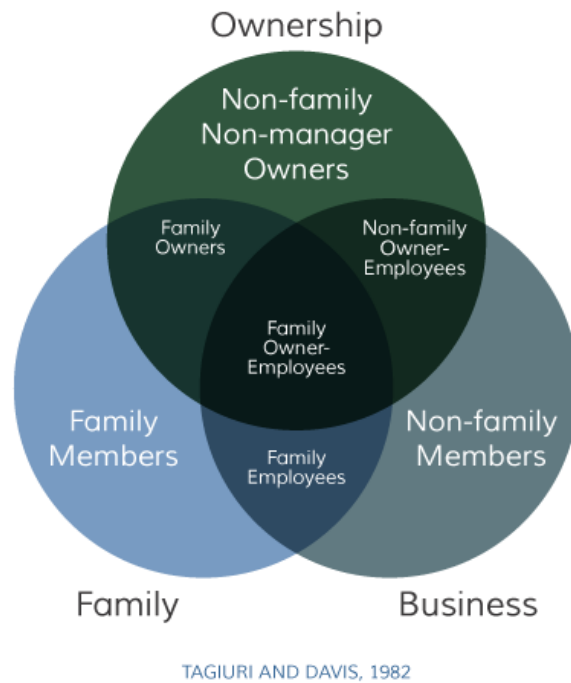 Ownership
Non-family
Non-manager
Owners
Family
Owners
Non-family
Owner-
Employees
Family
Owner-
Employees
Family
Members
Non-family
Members
Family
Employees
Family
Business
TAGIURI AND DAVIS, 1982